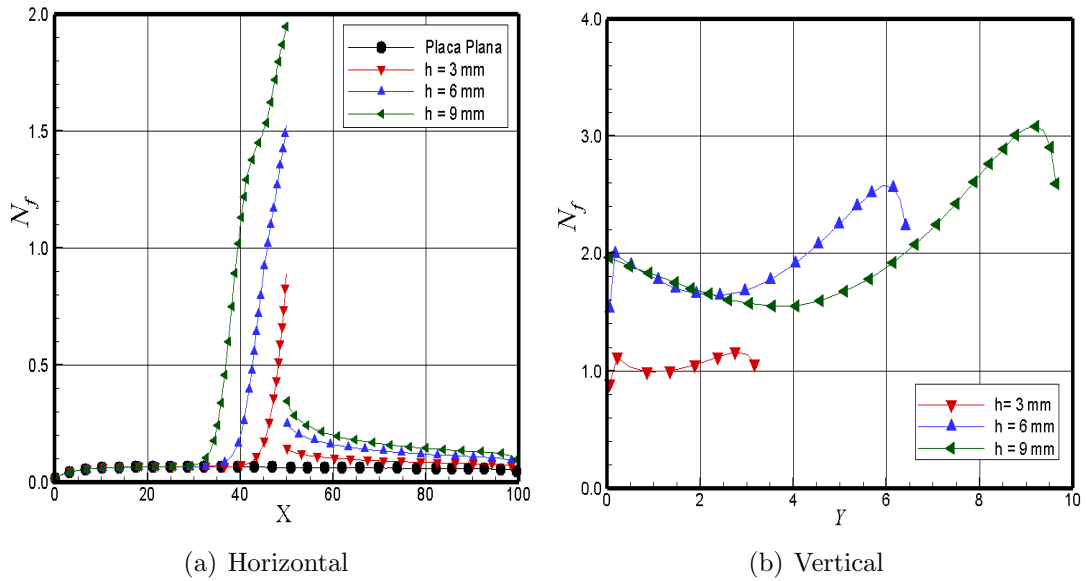 2.0
1.5
1.0
0.5
0.0
N_f
0
20
40
60
80
100
X
Placa Plana
h = 3 mm
h = 6 mm
h = 9 mm
(a) Horizontal
4.0
3.0
2.0
1.0
0.0
N_f
0
2
4
6
8
10
Y
h= 3 mm
h = 6 mm
h = 9 mm
(b) Vertical